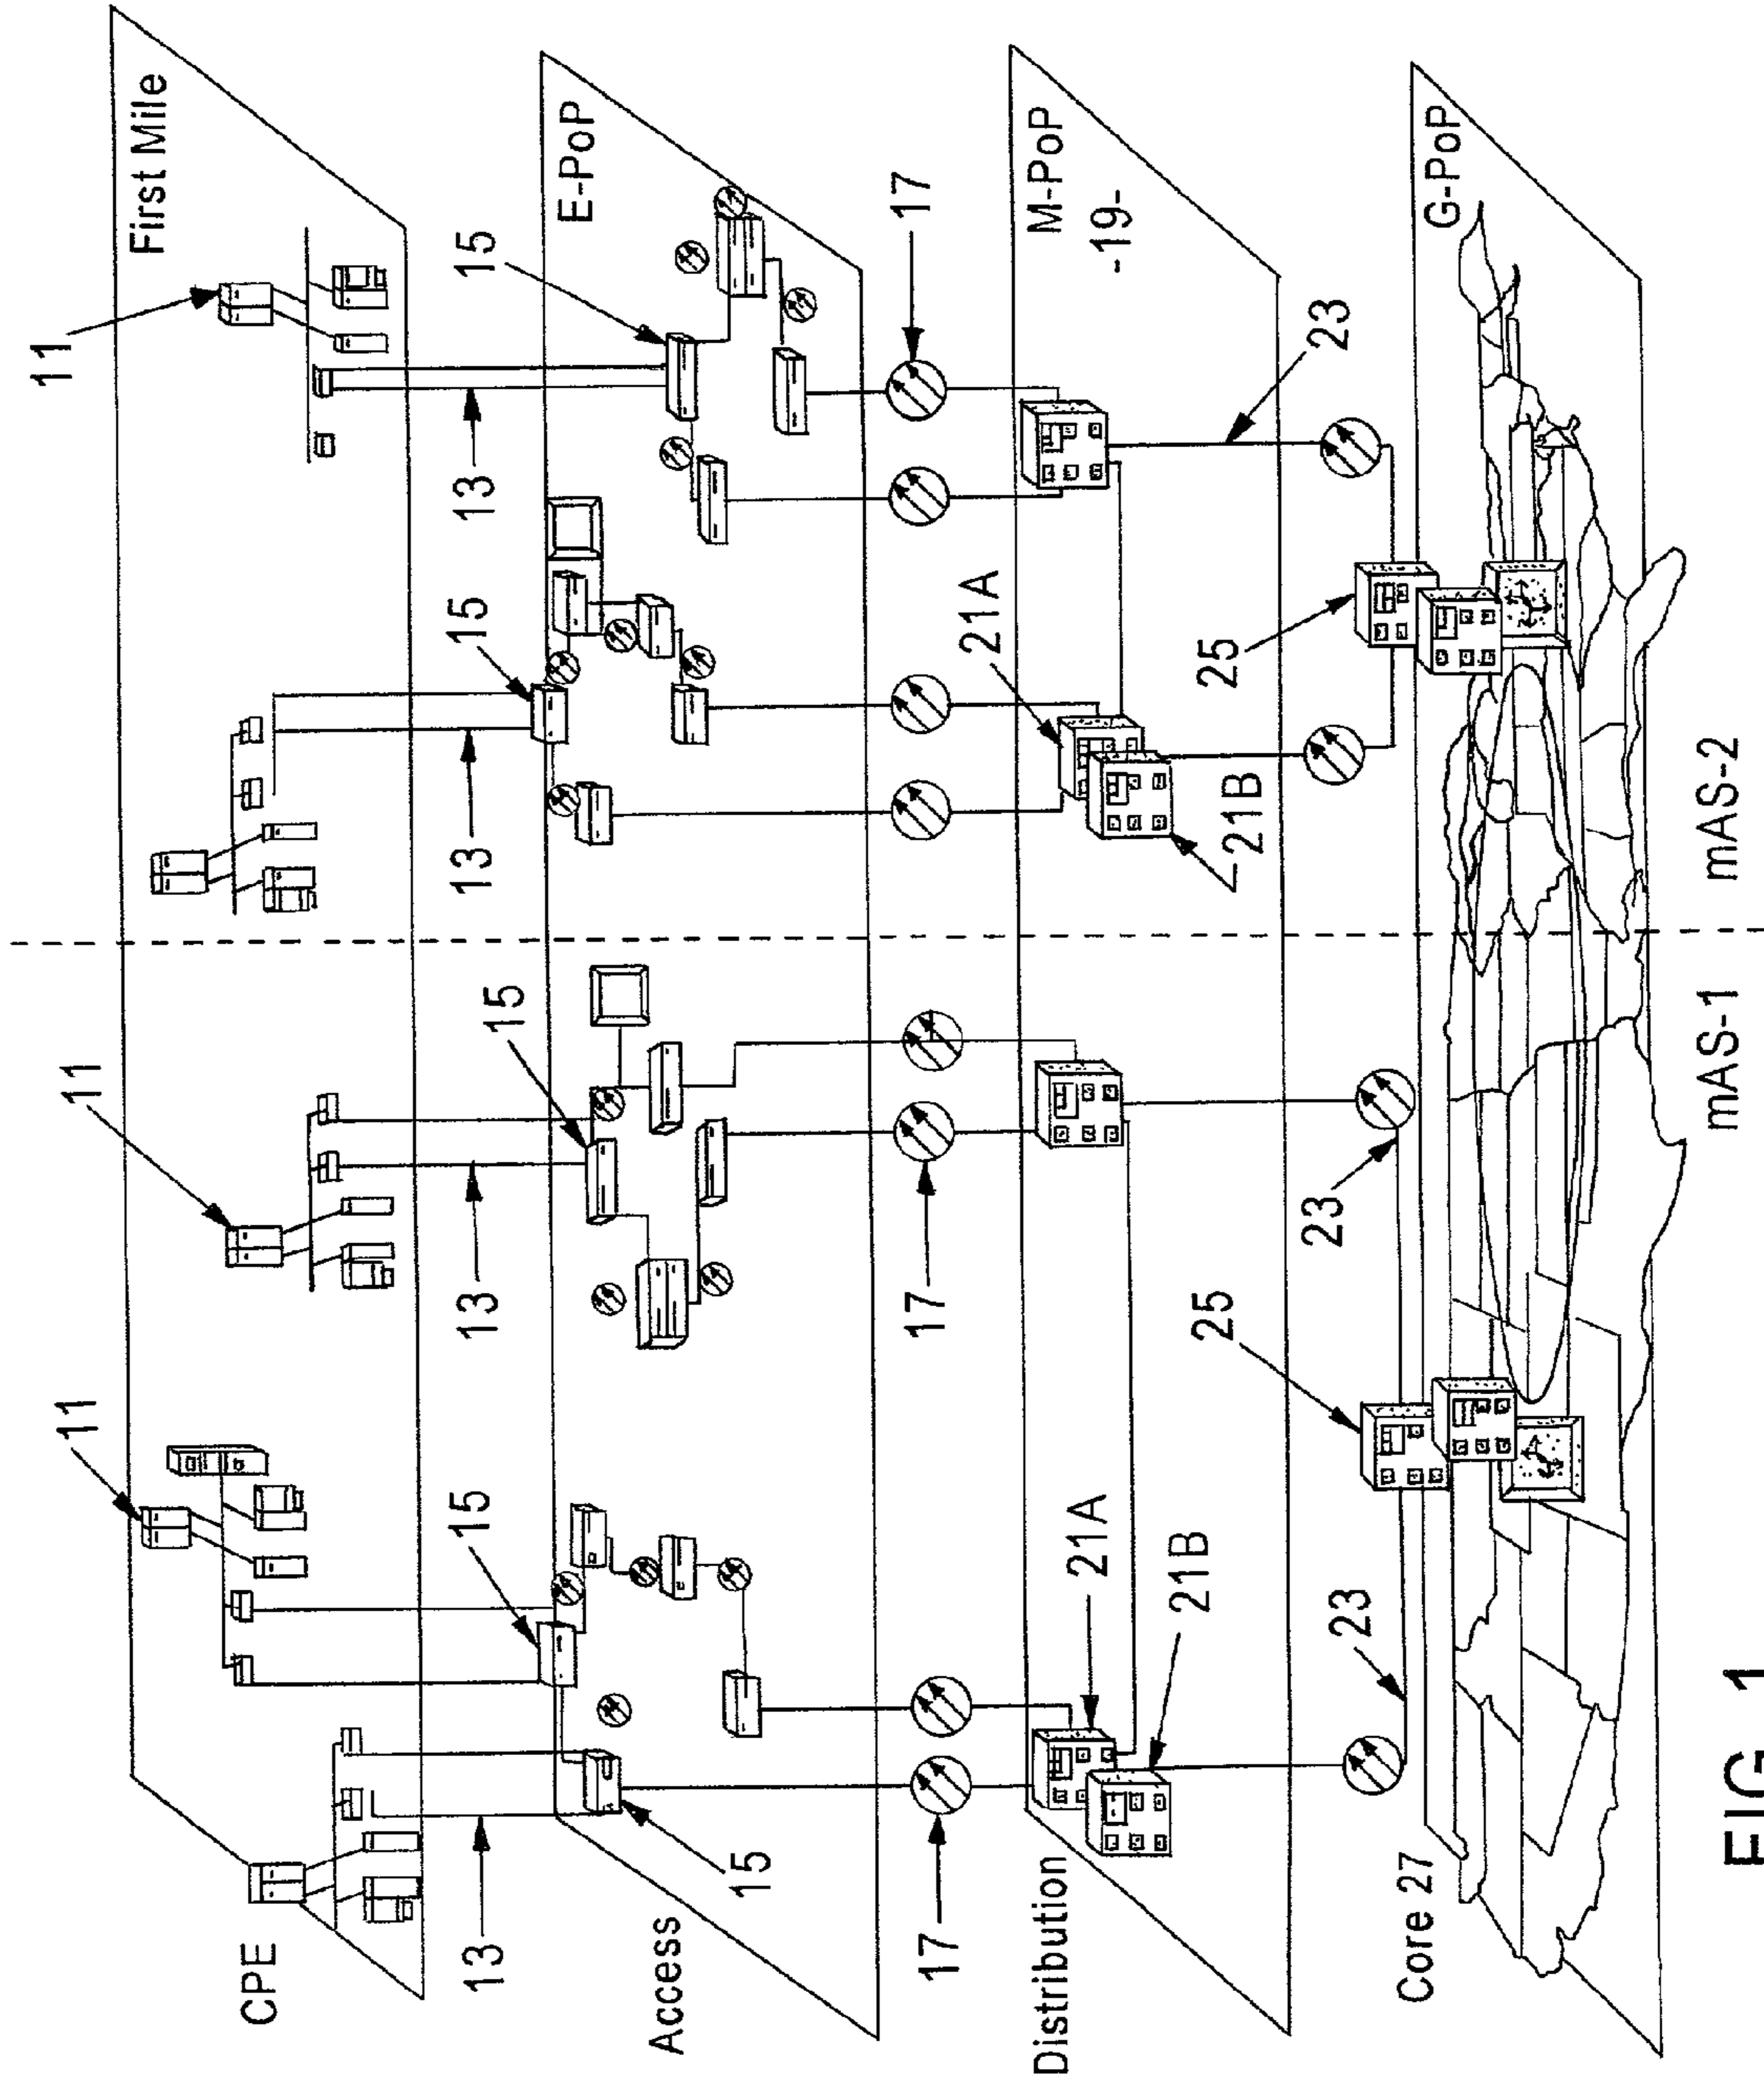 11
11
11
First Mile
CPE
13
13
13
13
15
15
15
15
E-PoP
Access
15
17
17
17
21A
21A
Distribution
M-PoP
-19-
21B
21B
25
25
23
23
23
Core 27
G-PoP
mAS-1
mAS-2
FIG. 1